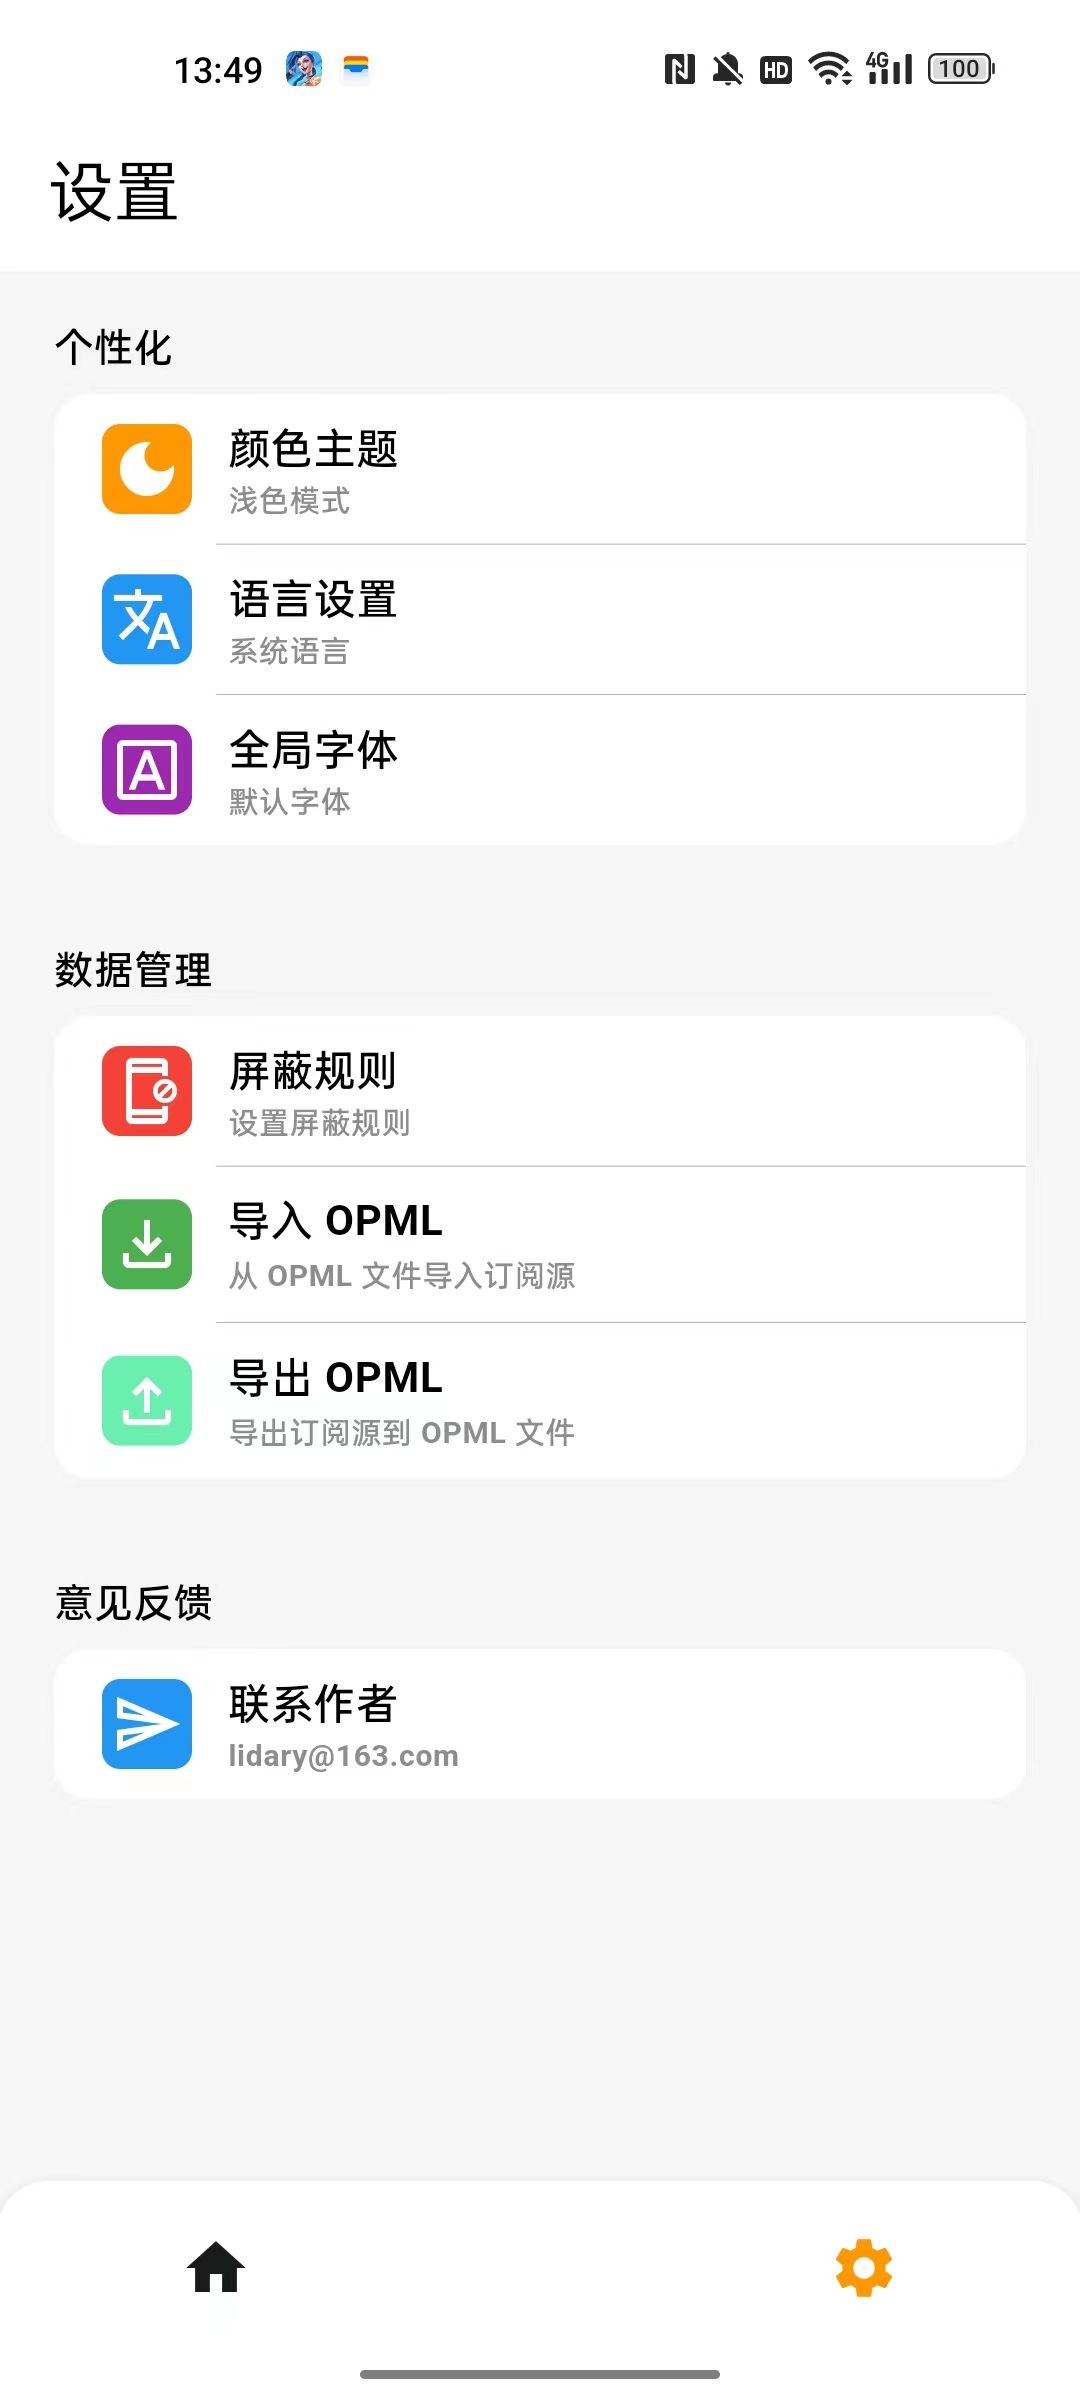 13:49
HD
4G
100
设置
个性化
颜色主题
浅色模式
语言设置
系统语言
全局字体
默认字体
数据管理
屏蔽规则
设置屏蔽规则
导入 OPML
从 OPML 文件导入订阅源
导出 OPML
导出订阅源到 OPML 文件
意见反馈
联系作者
lidary@163.com